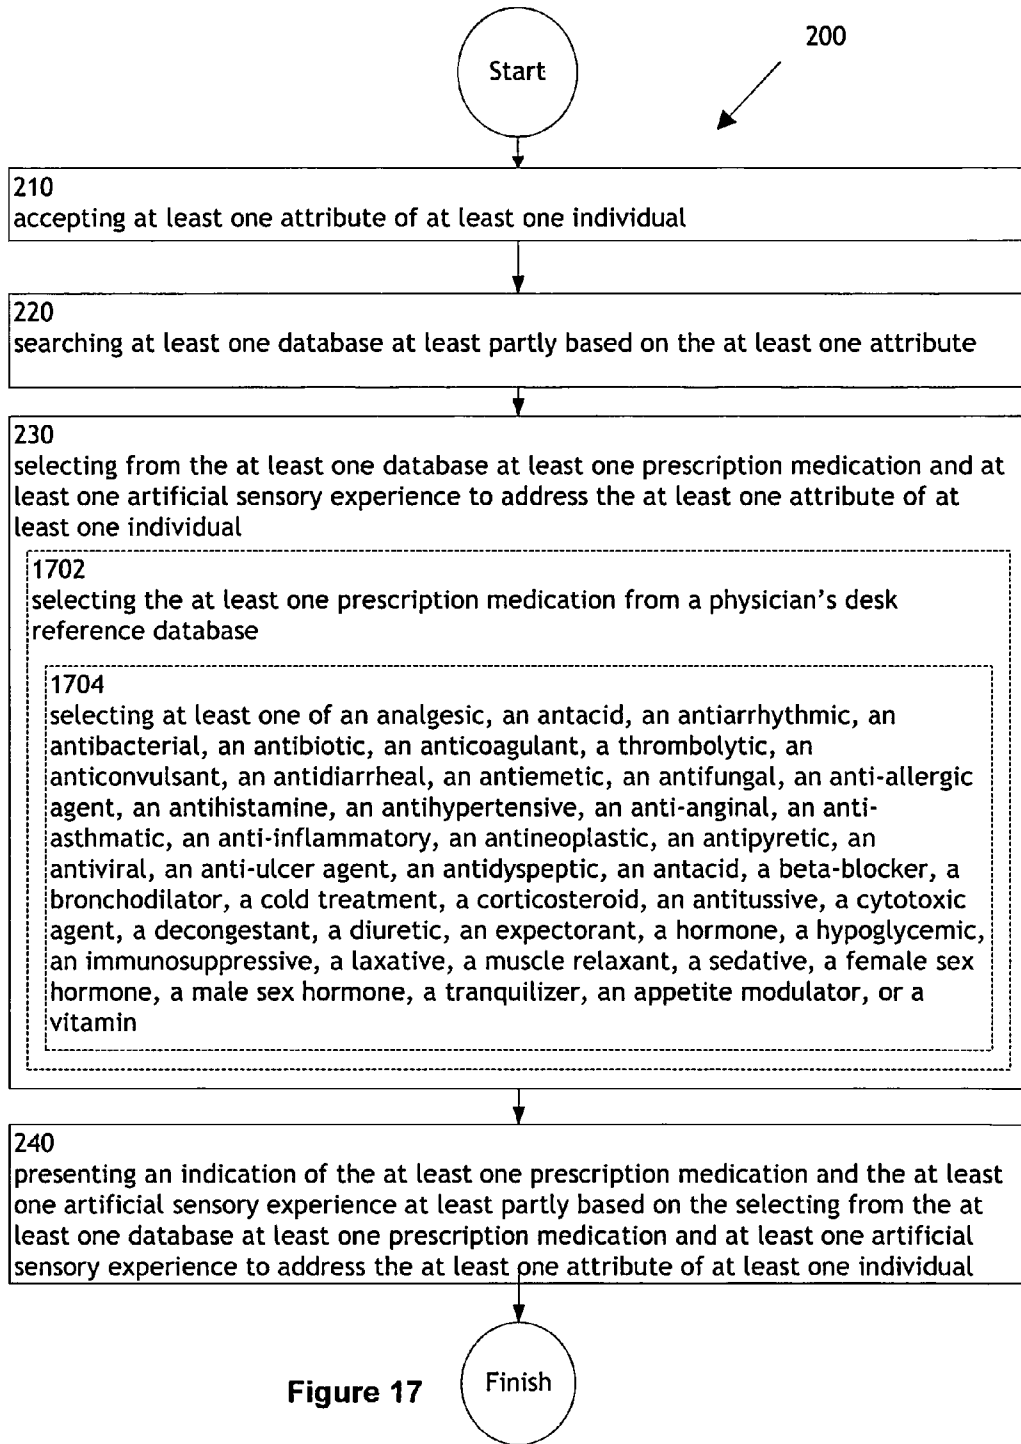 200
Start
210
accepting at least one attribute of at least one individual
220
searching at least one database at least partly based on the at least one attribute
230
selecting from the at least one database at least one prescription medication and at
least one artificial sensory experience to address the at least one attribute of at
least one individual
1702
selecting the at least one prescription medication from a physician's desk
reference database
1704
selecting at least one of an analgesic, an antacid, an antiarrhythmic, an
antibacterial, an antibiotic, an anticoagulant, a thrombolytic, an
anticonvulsant, an antidiarrheal, an antiemetic, an antifungal, an anti-allergic
agent, an antihistamine, an antihypertensive, an anti-anginal, an anti-
asthmatic, an anti-inflammatory, an antineoplastic, an antipyretic, an
antiviral, an anti-ulcer agent, an antidyspeptic, an antacid, a beta-blocker, a
bronchodilator, a cold treatment, a corticosteroid, an antitussive, a cytotoxic
agent, a decongestant, a diuretic, an expectorant, a hormone, a hypoglycemic,
an immunosuppressive, a laxative, a muscle relaxant, a sedative, a female sex
hormone, a male sex hormone, a tranquilizer, an appetite modulator, or a
vitamin
240
presenting an indication of the at least one prescription medication and the at least
one artificial sensory experience at least partly based on the selecting from the at
least one database at least one prescription medication and at least one artificial
sensory experience to address the at least one attribute of at least one individual
Finish
Figure 17